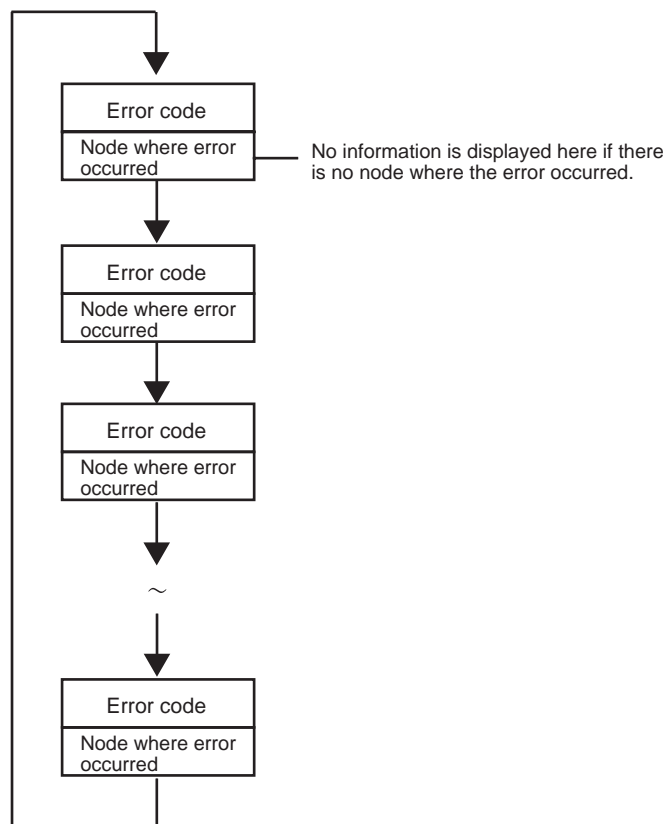 Error code
Node where error
occurred
No information is displayed here if there
is no node where the error occurred.
Error code
Node where error
occurred
Error code
Node where error
occurred
~
Error code
Node where error
occurred